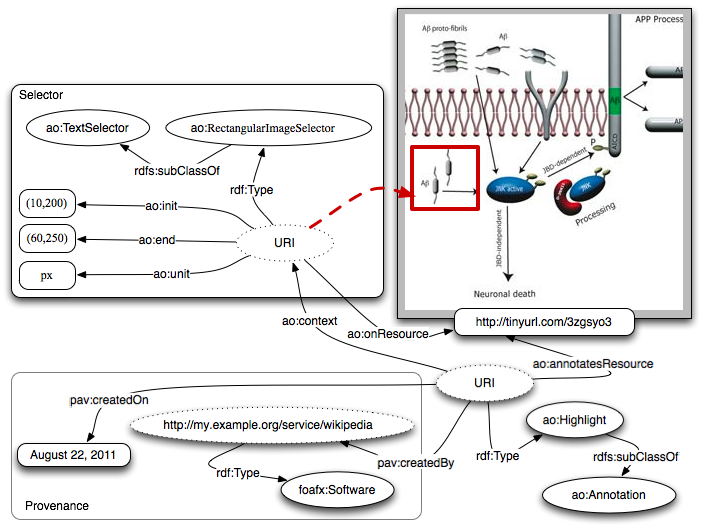 APP Process
Aβ proto-fibrils
Aβ
Aβ
P
AICD
JBD-dependent
Aβ
JNK active
JBD-independent
Processing
Neuronal death
Selector
ao:TextSelector
ao:RectangularImageSelector
rdfs:subClassOf
rdf:Type
(10,200)
ao:init
(60,250)
ao:end
URI
px
ao:unit
ao:context
ao:onResource
http://tinyurl.com/3zgsyo3
ao:annotatesResource
URI
pav:createdOn
http://my.example.org/service/wikipedia
ao:Highlight
August 22, 2011
rdf:Type
pav:createdBy
rdf:Type
rdfs:subClassOf
foafx:Software
ao:Annotation
Provenance